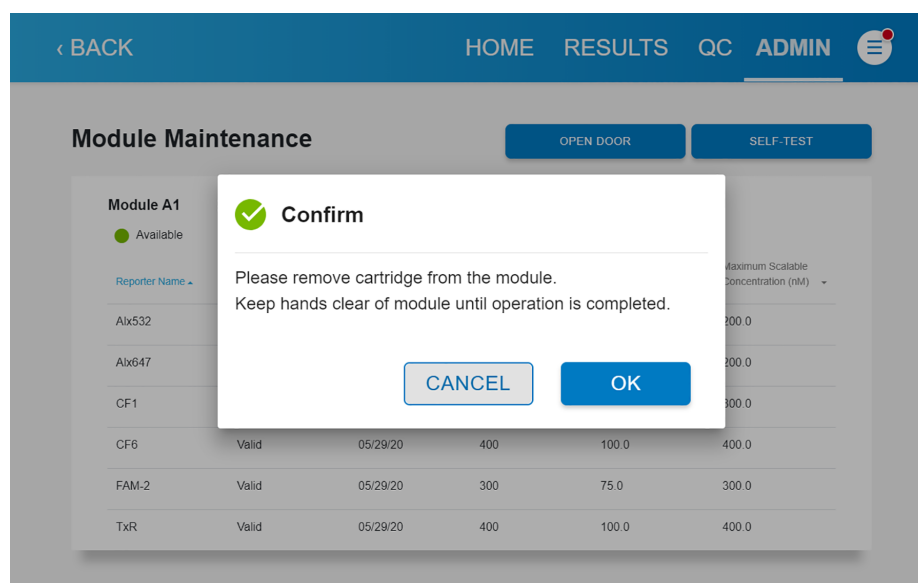 ‹ BACK
HOME RESULTS QC ADMIN
Module Maintenance
OPEN DOOR
SELF-TEST
Module A1
Available
Confirm
Please remove cartridge from the module.
Keep hands clear of module until operation is completed.
CANCEL
OK
Reporter Name
Maximum Scalable
Concentration (nM)
Alx532
200.0
Alx647
200.0
CF1
300.0
CF6 Valid 05/29/20 400 100.0 400.0
FAM-2 Valid 05/29/20 300 75.0 300.0
TxR Valid 05/29/20 400 100.0 400.0